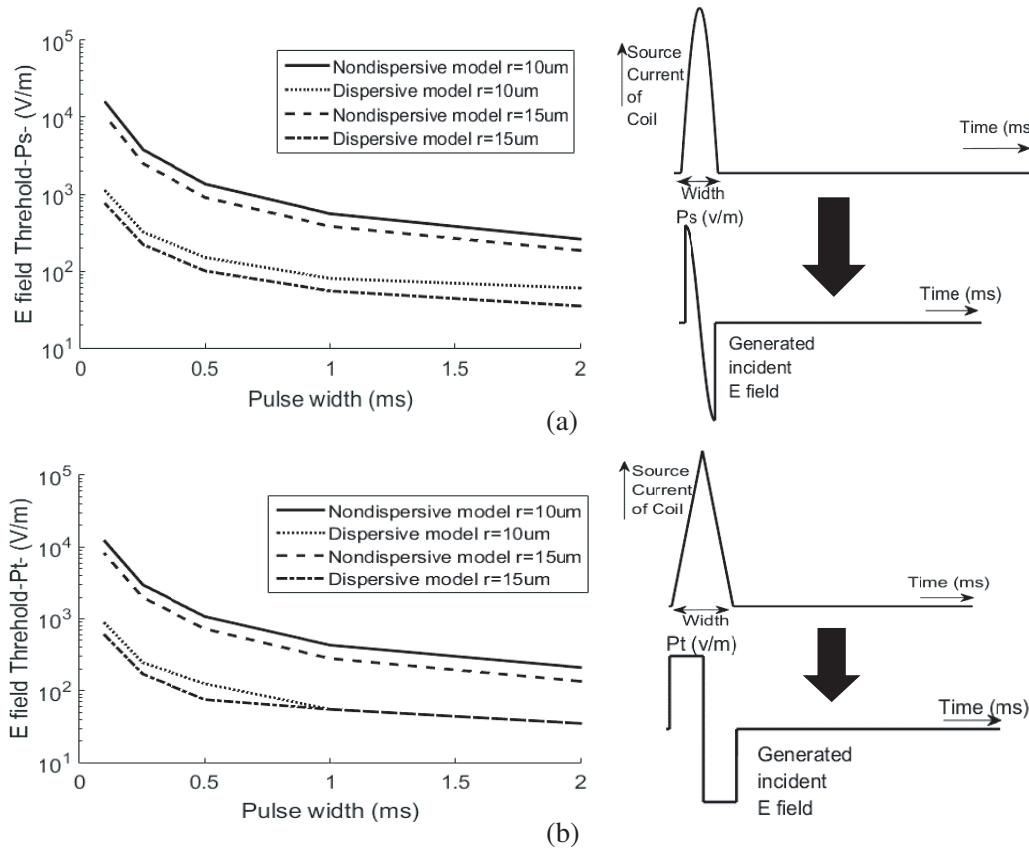 E field Threhold-Ps- (V/m)
10^5
10^4
10^3
10^2
10^1
0
0.5
1
1.5
2
Pulse width (ms)
Nondispersive model r=10um
Dispersive model r=10um
Nondispersive model r=15um
Dispersive model r=15um
Source
Current
of
Coil
Time (ms)
Width
Ps (v/m)
Time (ms)
Generated
incident
E field
(a)
E field Threhold-Pt- (V/m)
10^5
10^4
10^3
10^2
10^1
0
0.5
1
1.5
2
Pulse width (ms)
Nondispersive model r=10um
Dispersive model r=10um
Nondispersive model r=15um
Dispersive model r=15um
Source
Current
of Coil
Time (ms)
Width
Pt (v/m)
Time (ms)
Generated
incident
E field
(b)